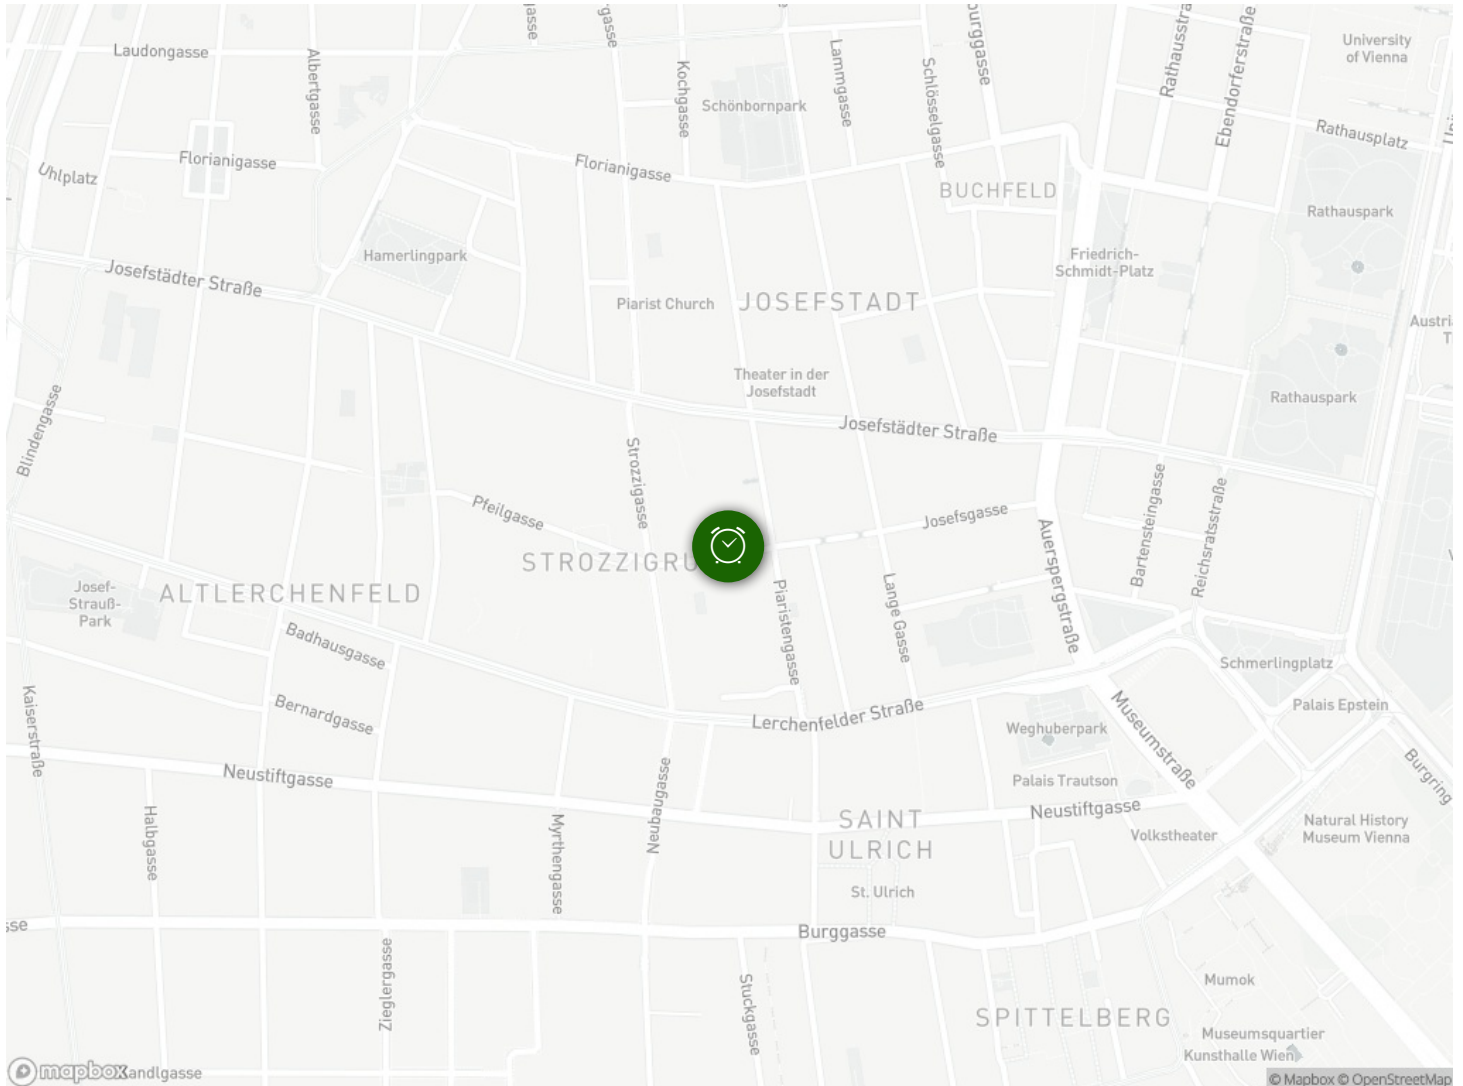 Laudongasse
Albertgasse
Kochgasse
Lammgasse
Schlösselgasse
Ebendorferstraße
University
of Vienna
Schönbornpark
Rathausplatz
Florianigasse
Florianigasse
Uhlplatz
BUCHFELD
Rathauspark
Hamerlingpark
Friedrich-
Schmidt-Platz
Josefstädter Straße
Piarist Church
JOSEFSTADT
Theater in der
Josefstadt
Rathauspark
Josefstädter Straße
Blindengasse
Strozzigasse
Pfeilgasse
Josefsgasse
Bartensteingasse
Reichsratsstraße
Auerspergstraße
ALTLERCHENFELD
Josef-
Strauß-
Park
Piaristengasse
Lange Gasse
Badhausgasse
Schmerlingplatz
Bernardgasse
Lerchenfelder Straße
Palais Epstein
Kaiserstraße
Weghuberpark
Museumstraße
Palais Trautson
Burgring
Neustiftgasse
Neustiftgasse
Halbgasse
Myrthengasse
Neubaugasse
SAINT
ULRICH
Volkstheater
Natural History
Museum Vienna
St. Ulrich
Burggasse
Zieglergasse
Stuckgasse
Mumok
SPITTELBERG
Museumsquartier
Kunsthalle Wien
mapbox
© Mapbox © OpenStreetMap